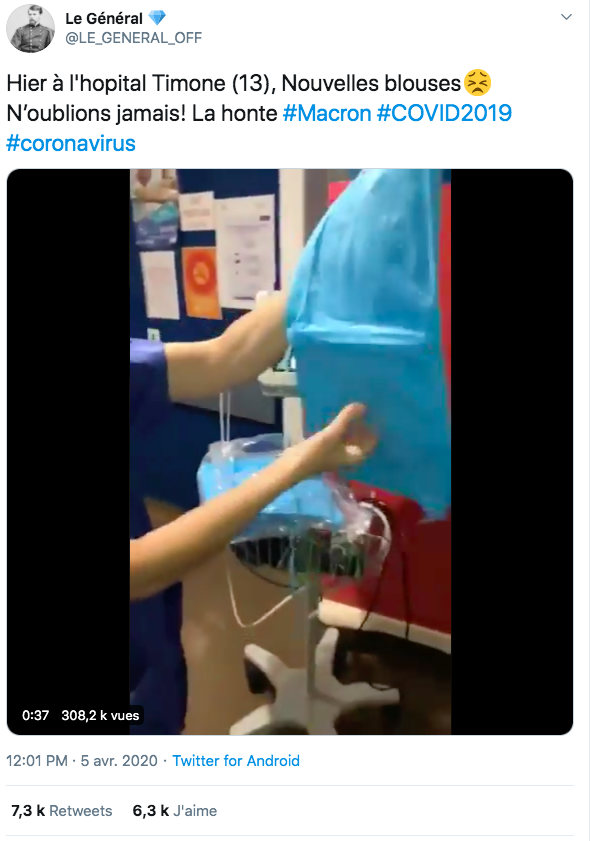 Le Général 💎
@LE_GENERAL_OFF
Hier à l'hopital Timone (13), Nouvelles blouses😣
N’oublions jamais! La honte #Macron #COVID2019
#coronavirus
0:37 308,2 k vues
12:01 PM · 5 avr. 2020 · Twitter for Android
7,3 k Retweets 6,3 k J'aime